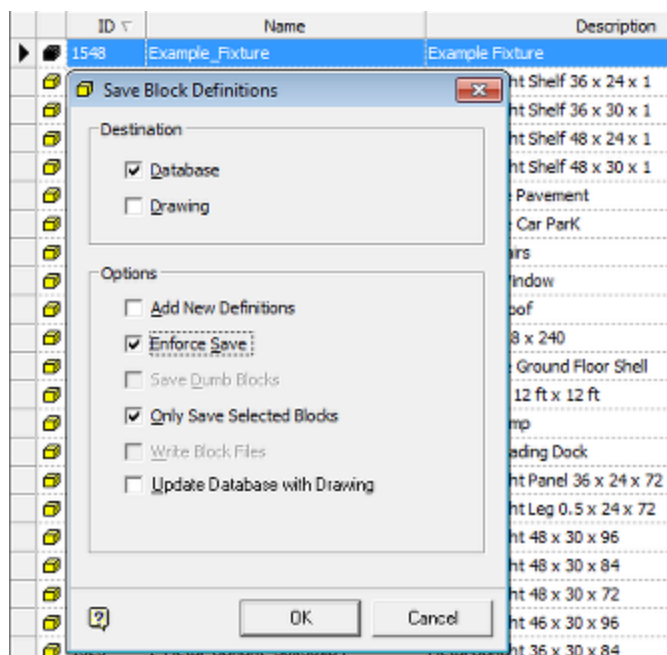 ID Name Description
1548 Example_Fixture Example Fixture
Save Block Definitions
ht Shelf 36 x 24 x 1
ht Shelf 36 x 30 x 1
Destination
ht Shelf 48 x 24 x 1
Database
ht Shelf 48 x 30 x 1
Pavement
Drawing
Car ParK
airs
Options
Window
Add New Definitions
oof
Enforce Save
8 x 240
Ground Floor Shell
Save Dumb Blocks
12 ft x 12 ft
Only Save Selected Blocks
mp
Write Block Files
ading Dock
Update Database with Drawing
ht Panel 36 x 24 x 72
ht Leg 0.5 x 24 x 72
ht 48 x 30 x 96
ht 48 x 30 x 84
ht 48 x 30 x 72
OK Cancel
ht 46 x 30 x 96
ht 36 x 30 x 84